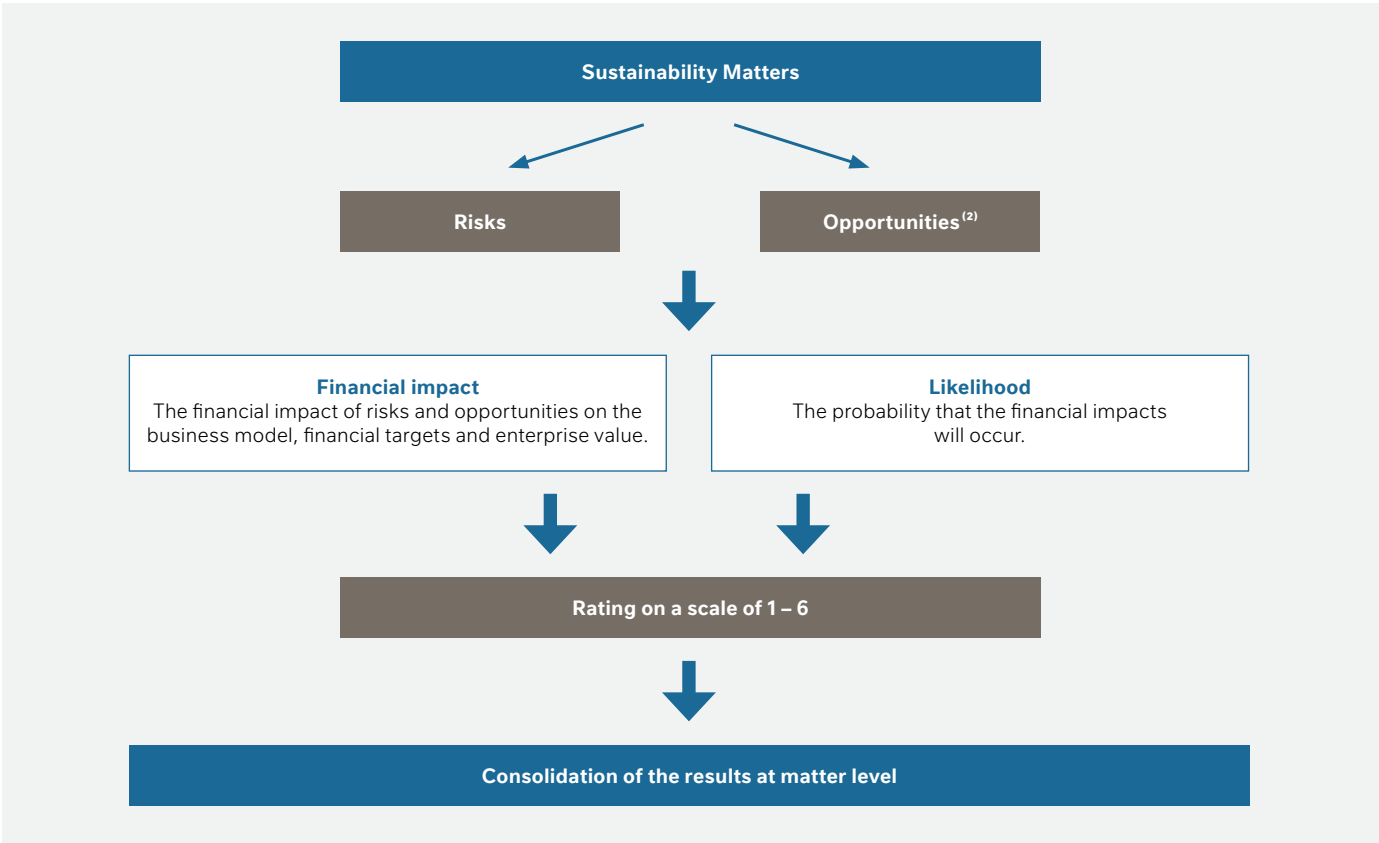 Sustainability Matters
Risks
Opportunities⁽²⁾
Financial impact
The financial impact of risks and opportunities on the
business model, financial targets and enterprise value.
Likelihood
The probability that the financial impacts
will occur.
Rating on a scale of 1 – 6
Consolidation of the results at matter level